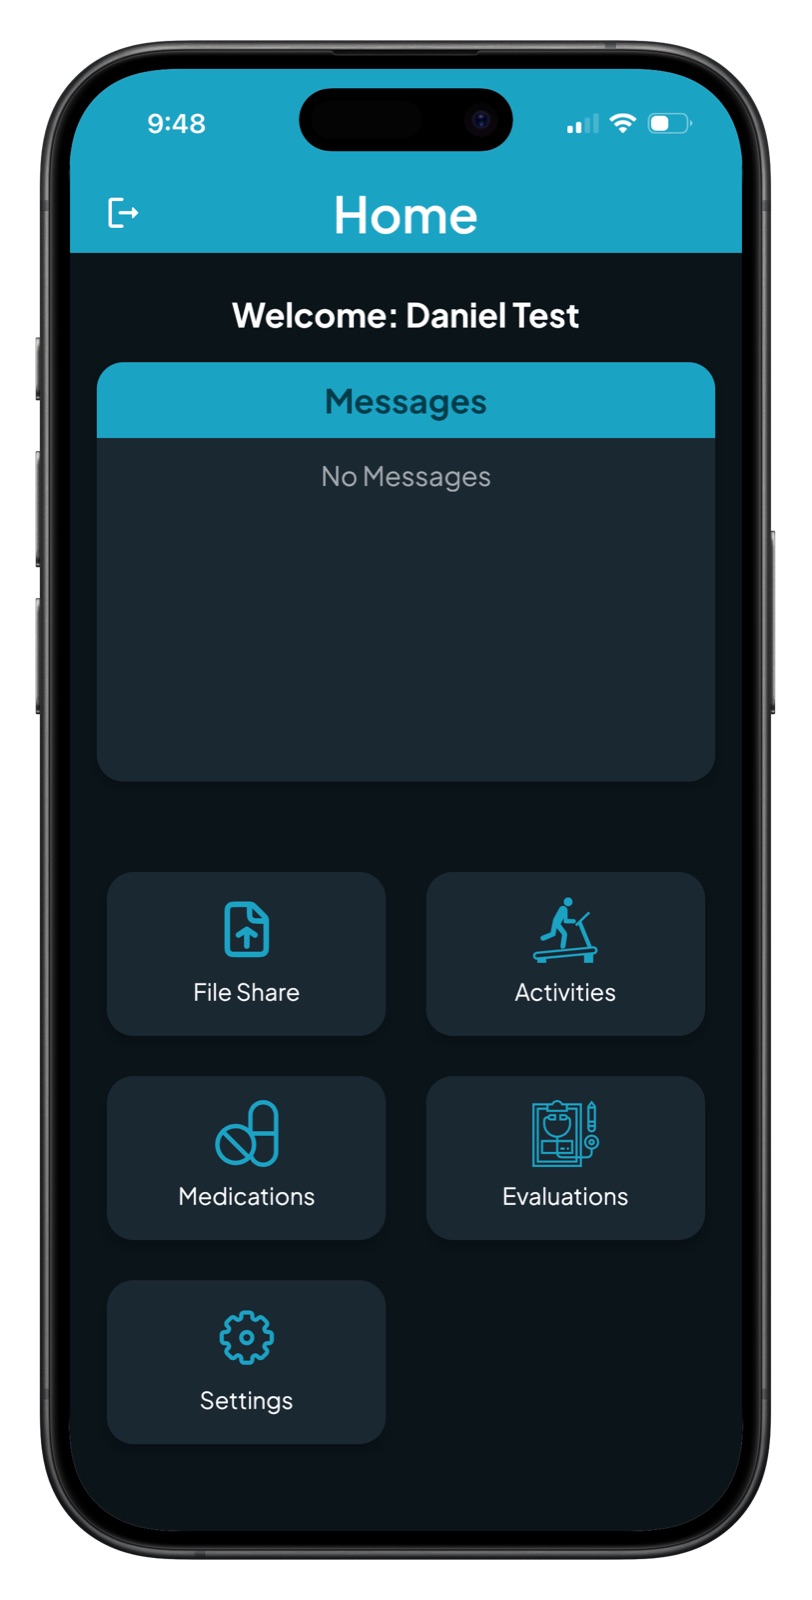 9:48
Home
Welcome: Daniel Test
Messages
No Messages
File Share
Activities
Medications
Evaluations
Settings